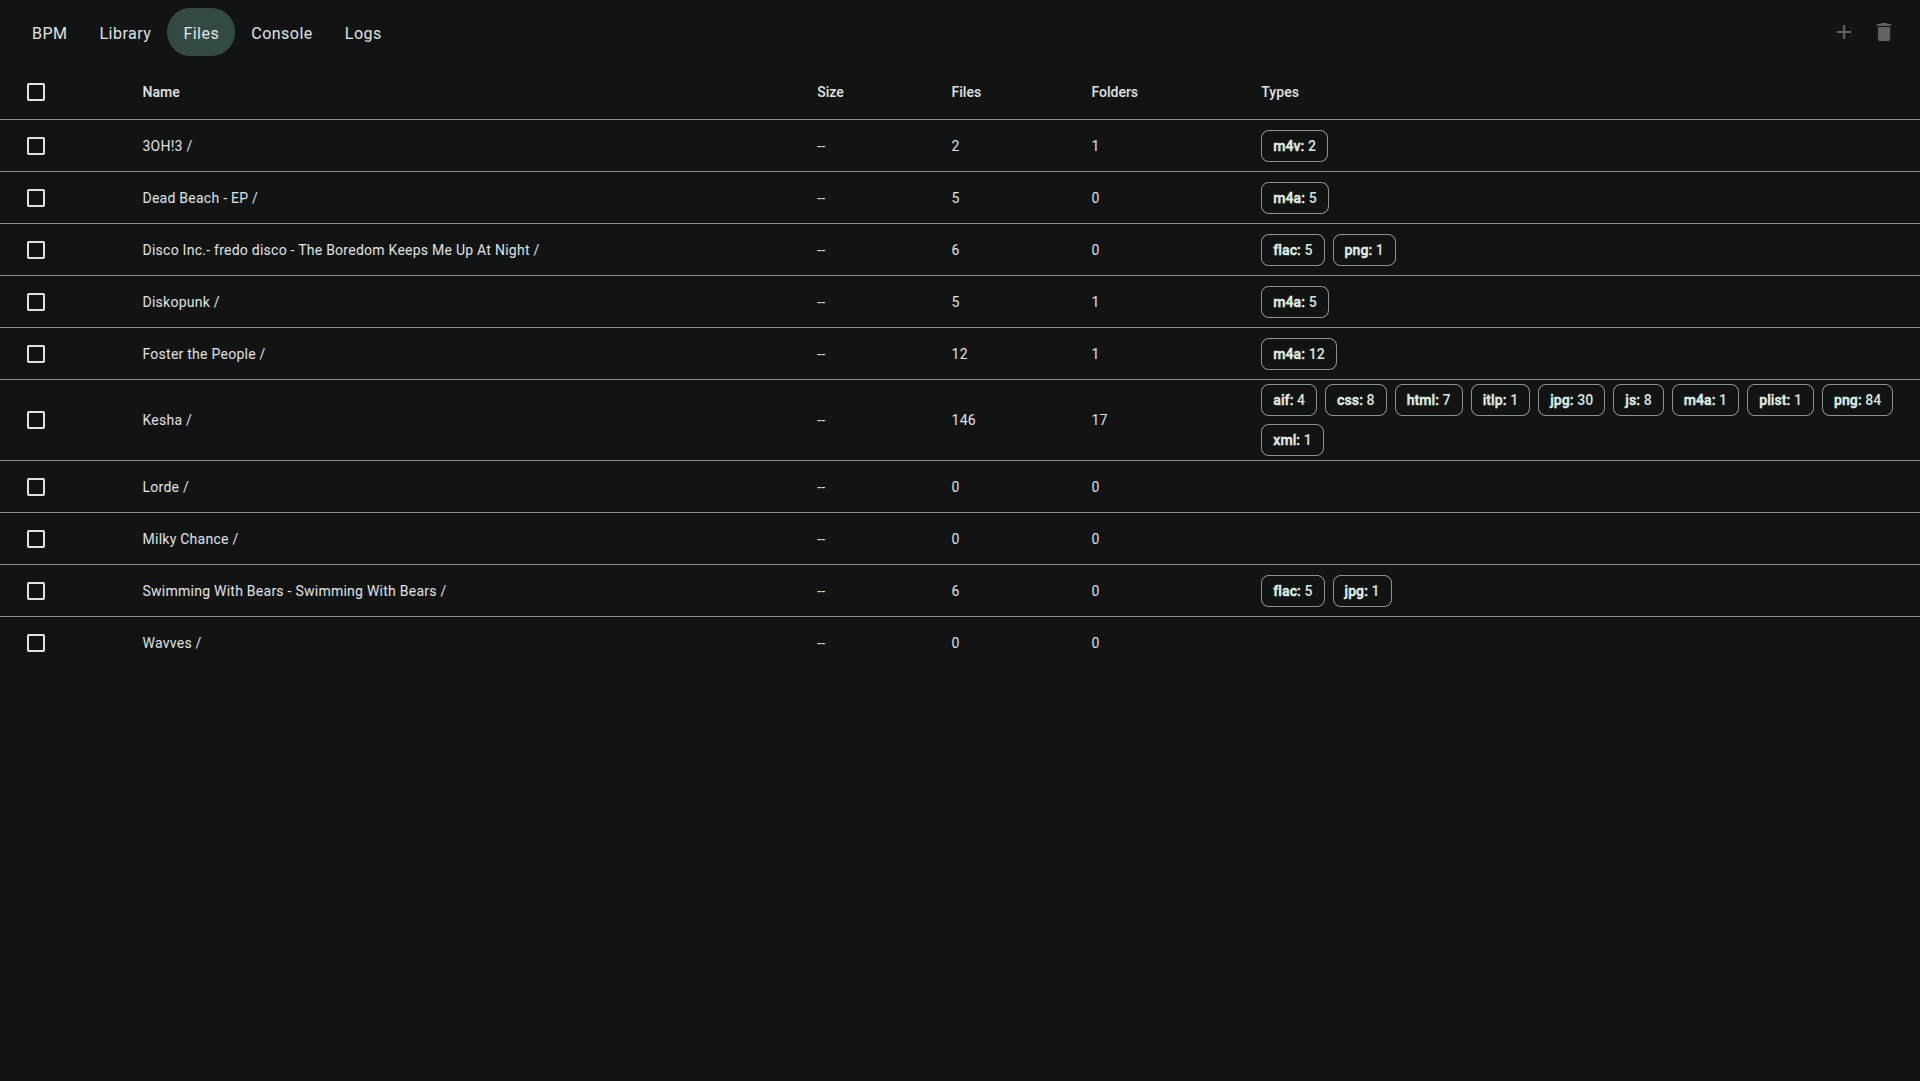 BPM Library Files Console Logs
Name Size Files Folders Types
3OH!3 / -- 2 1 m4v: 2
Dead Beach - EP / -- 5 0 m4a: 5
Disco Inc.- fredo disco - The Boredom Keeps Me Up At Night / -- 6 0 flac: 5 png: 1
Diskopunk / -- 5 1 m4a: 5
Foster the People / -- 12 1 m4a: 12
Kesha / -- 146 17 aif: 4 css: 8 html: 7 itlp: 1 jpg: 30 js: 8 m4a: 1 plist: 1 png: 84
xml: 1
Lorde / -- 0 0
Milky Chance / -- 0 0
Swimming With Bears - Swimming With Bears / -- 6 0 flac: 5 jpg: 1
Wavves / -- 0 0